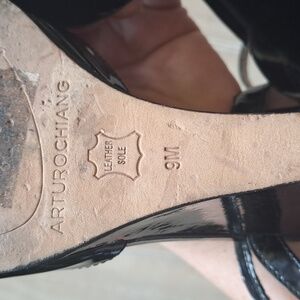 ARTUROCHIANG
LEATHER
SOLE
9M